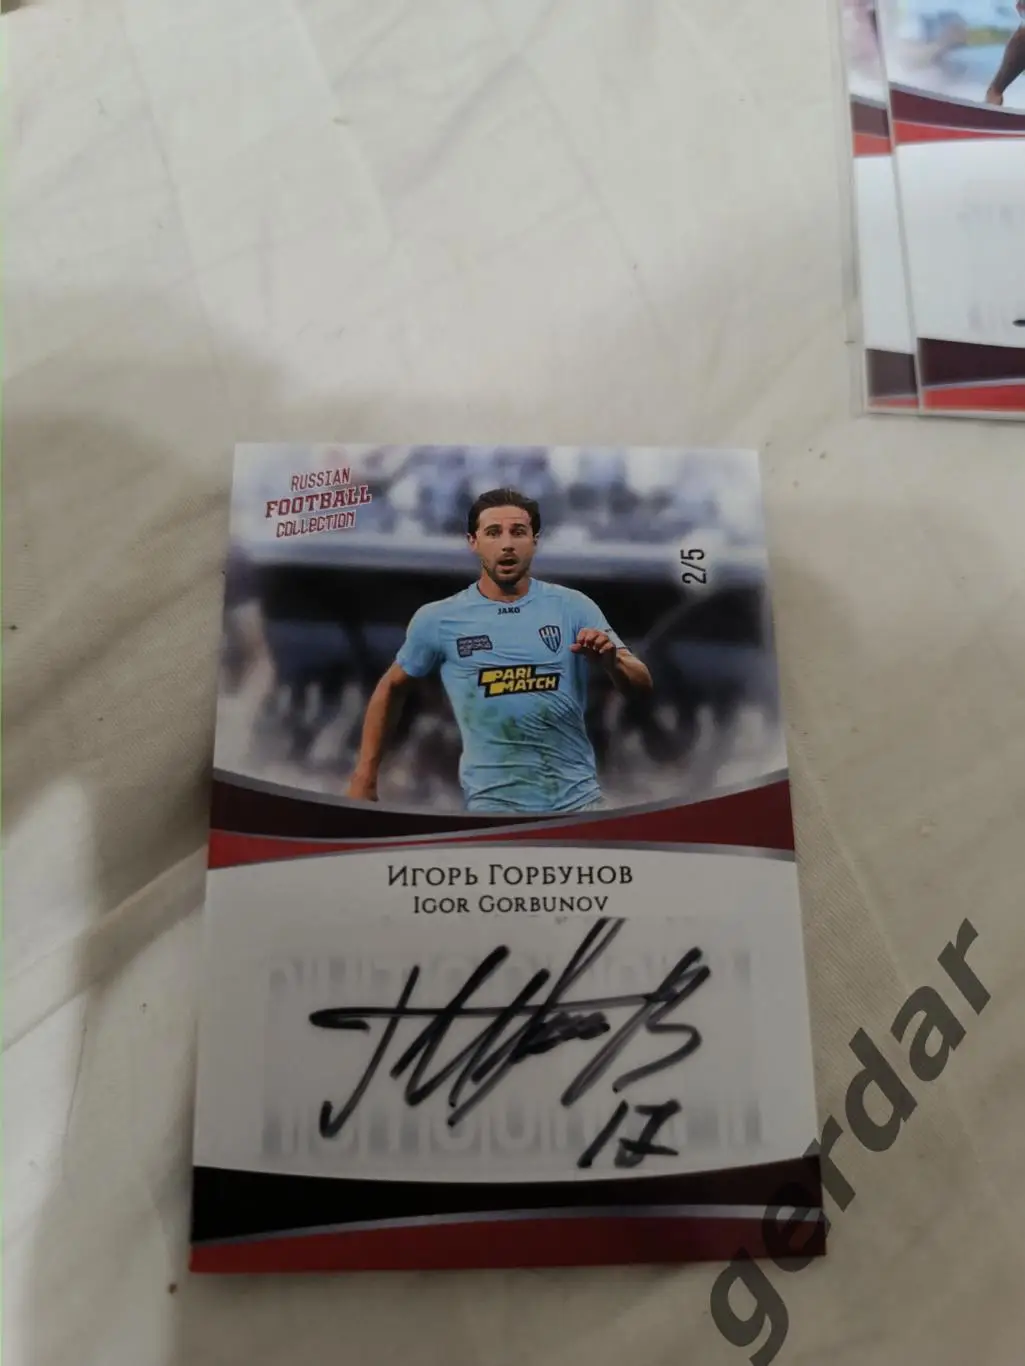 RUSSIAN
FOOTBALL
COLLECTION
2/5
JAKO
PARI
MATCH
ИГОРЬ ГОРБУНОВ
IGOR GORBUNOV
17
gerdar